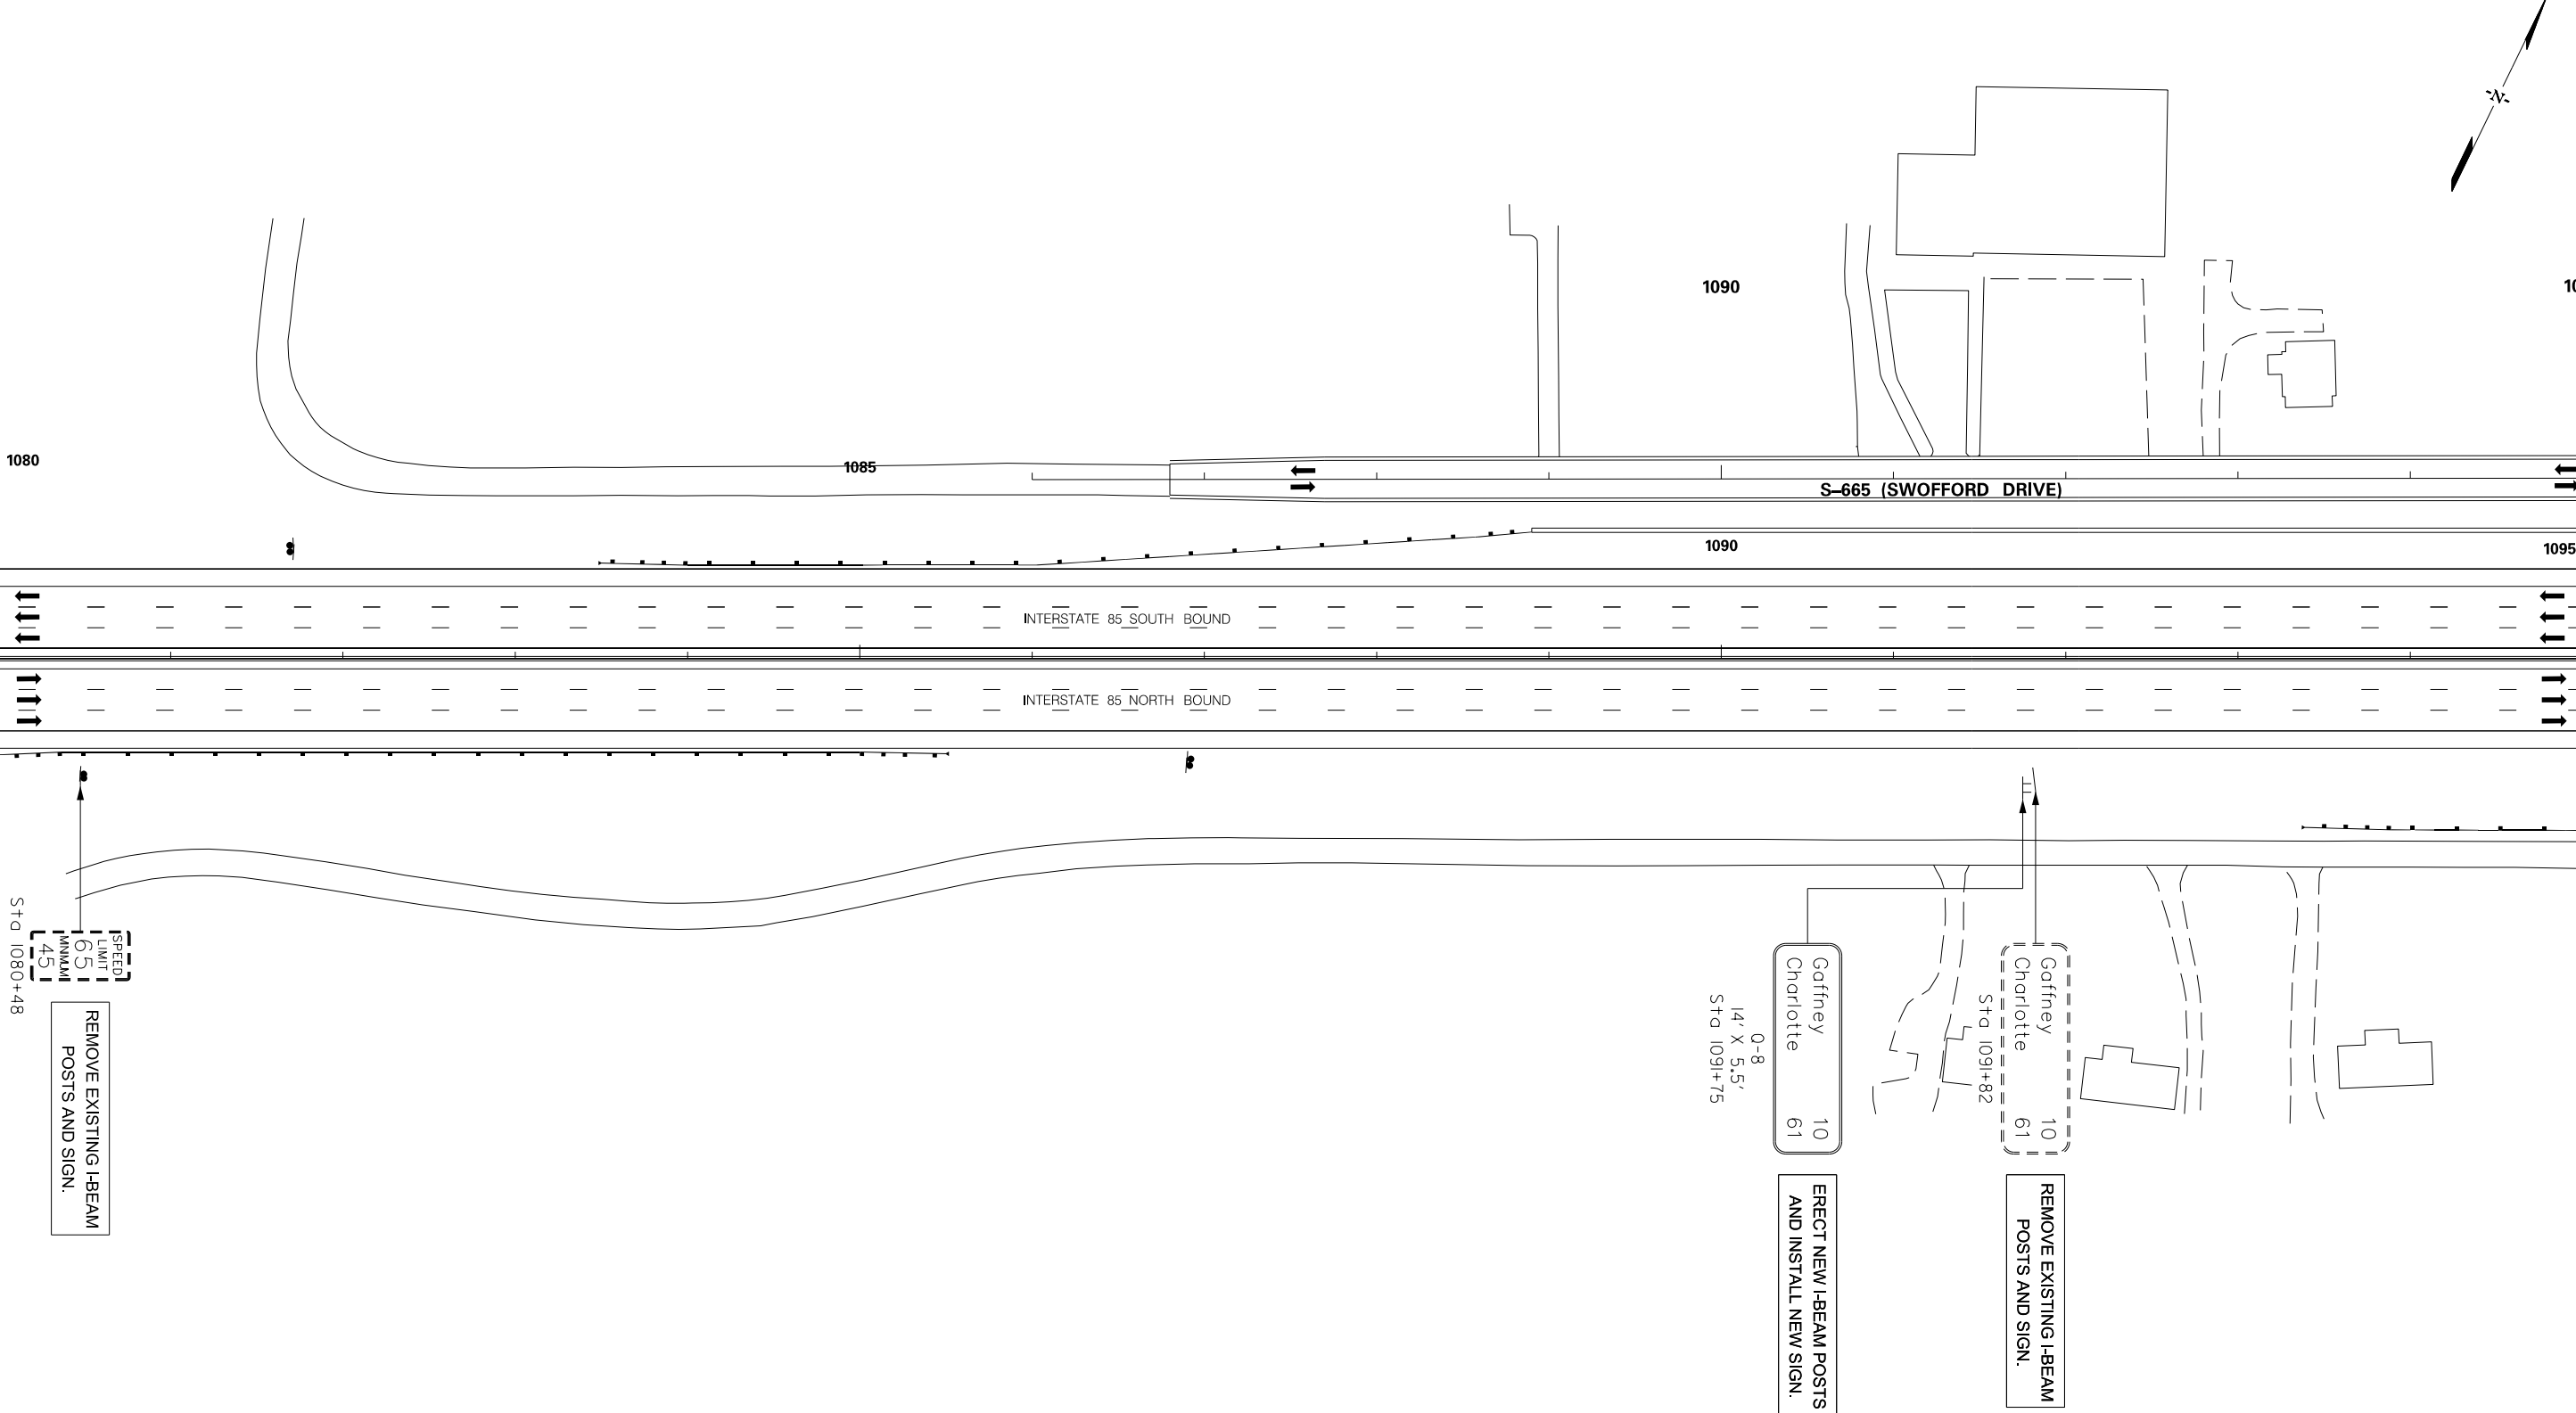 -N-
1090
10
1080
1085
S-665 (SWOFFORD DRIVE)
1090
1095
INTERSTATE 85 SOUTH BOUND
INTERSTATE 85 NORTH BOUND
SPEED
LIMIT
65
MINIMUM
45
Sta 1080+48
REMOVE EXISTING I-BEAM
POSTS AND SIGN.
Gaffney 10
Charlotte 61
Q-8
14' X 5.5'
Sta 1091+75
ERECT NEW I-BEAM POSTS
AND INSTALL NEW SIGN.
Gaffney 10
Charlotte 61
Sta 1091+82
REMOVE EXISTING I-BEAM
POSTS AND SIGN.